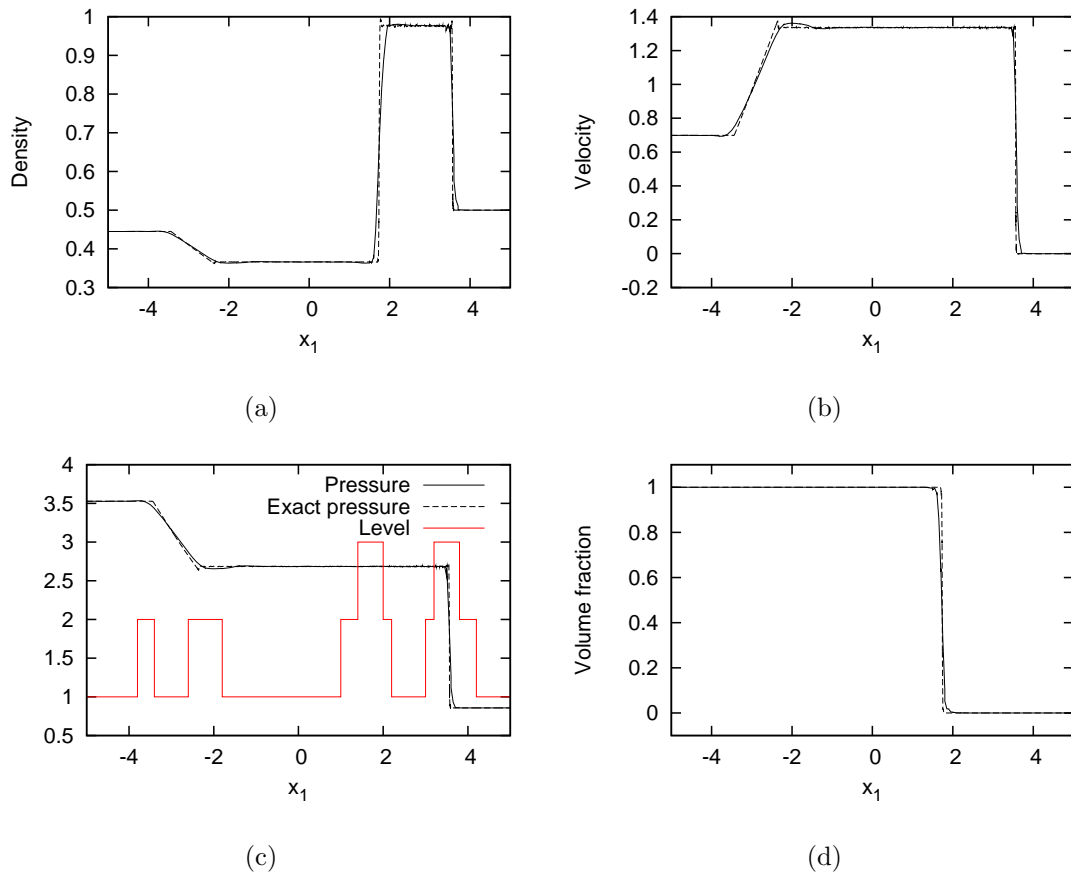 1
0.9
0.8
0.7
0.6
0.5
0.4
0.3
Density
-4 -2 0 2 4
x1
(a)
1.4
1.2
1
0.8
0.6
0.4
0.2
0
-0.2
Velocity
-4 -2 0 2 4
x1
(b)
4
3.5
3
2.5
2
1.5
1
0.5
Pressure
Exact pressure
Level
-4 -2 0 2 4
x1
(c)
1
0.8
0.6
0.4
0.2
0
Volume fraction
-4 -2 0 2 4
x1
(d)